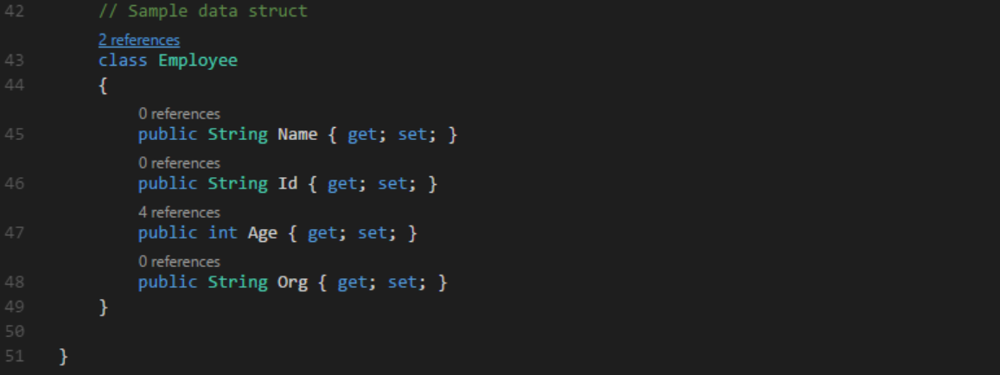 42 // Sample data struct
2 references
43 class Employee
44 {
0 references
45 public String Name { get; set; }
0 references
46 public String Id { get; set; }
4 references
47 public int Age { get; set; }
0 references
48 public String Org { get; set; }
49 }
50
51 }